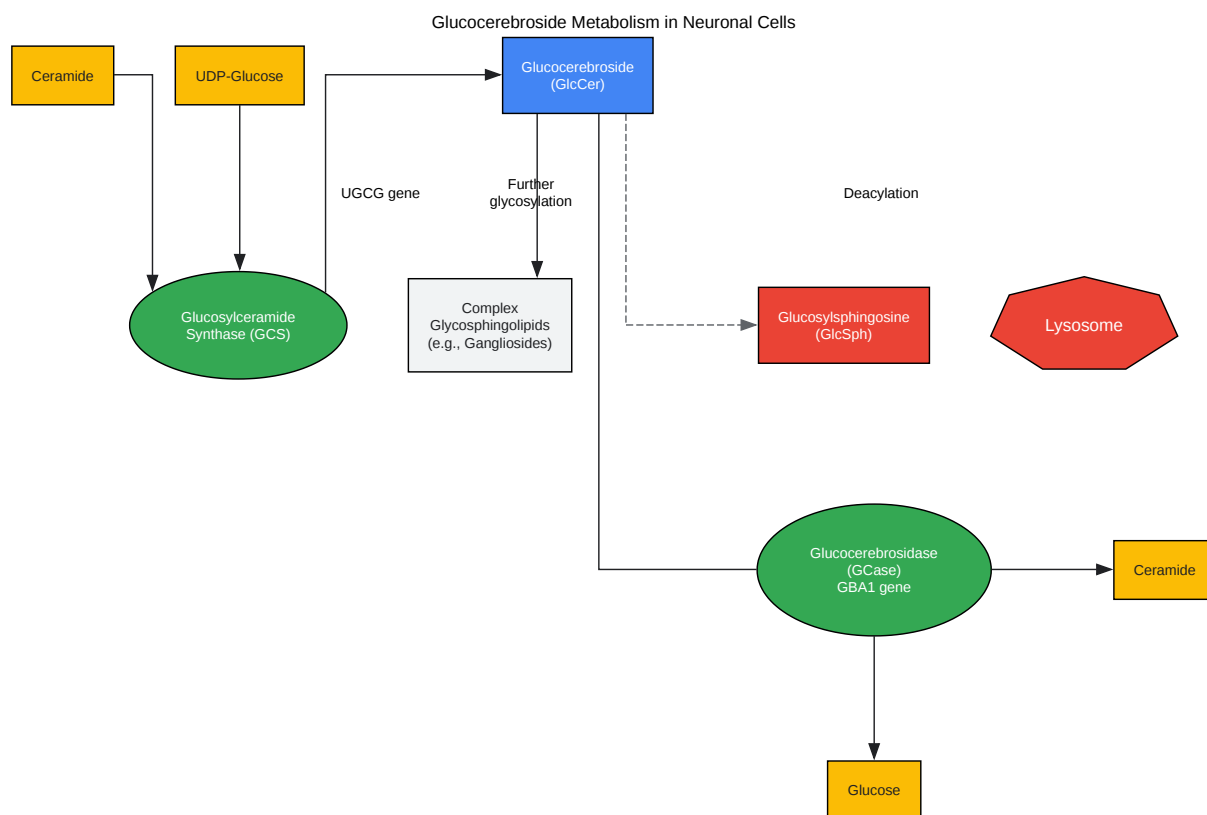 Glucocerebroside Metabolism in Neuronal Cells
Ceramide
UDP-Glucose
Glucocerebroside
(GlcCer)
UGCG gene
Further
glycosylation
Deacylation
Glucosylceramide
Synthase (GCS)
Complex
Glycosphingolipids
(e.g., Gangliosides)
Glucosylsphingosine
(GlcSph)
Lysosome
Glucocerebrosidase
(GCase)
GBA1 gene
Ceramide
Glucose